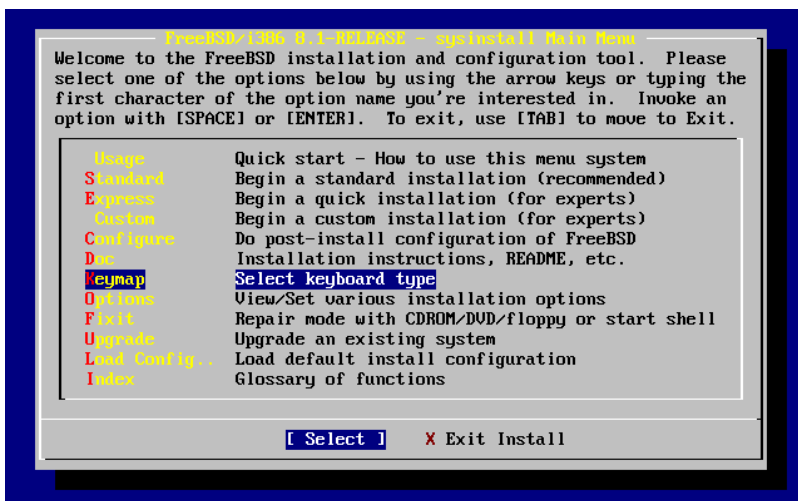 FreeBSD/i386 8.1-RELEASE - sysinstall Main Menu
Welcome to the FreeBSD installation and configuration tool.  Please
select one of the options below by using the arrow keys or typing the
first character of the option name you're interested in.  Invoke an
option with [SPACE] or [ENTER].  To exit, use [TAB] to move to Exit.
Usage Quick start - How to use this menu system
Standard Begin a standard installation (recommended)
Express Begin a quick installation (for experts)
Custom Begin a custom installation (for experts)
Configure Do post-install configuration of FreeBSD
Doc Installation instructions, README, etc.
Keymap Select keyboard type
Options View/Set various installation options
Fixit Repair mode with CDROM/DVD/floppy or start shell
Upgrade Upgrade an existing system
Load Config.. Load default install configuration
Index Glossary of functions
[ Select ] X Exit Install